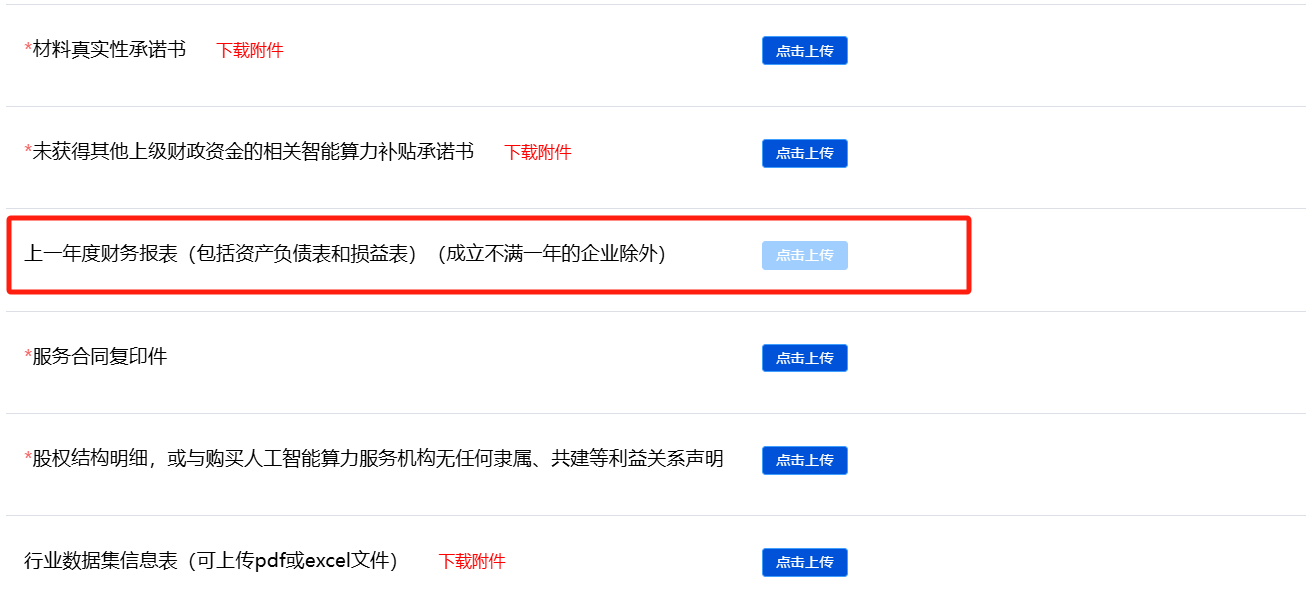 *材料真实性承诺书 下载附件 点击上传
*未获得其他上级财政资金的相关智能算力补贴承诺书 下载附件 点击上传
上一年度财务报表（包括资产负债表和损益表）（成立不满一年的企业除外） 点击上传
*服务合同复印件 点击上传
*股权结构明细，或与购买人工智能算力服务机构无任何隶属、共建等利益关系声明 点击上传
行业数据集信息表（可上传pdf或excel文件） 下载附件 点击上传